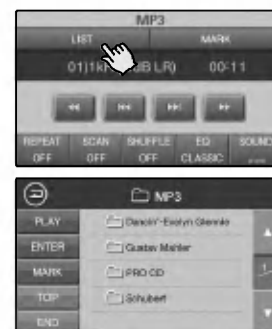 MP3
LIST MARK
00:11
REPEAT SCAN SHUFFLE EQ SOUND
OFF OFF OFF CLASSIC
MP3
PLAY Dancin'-Evelyn Glennie
ENTER Gustav Mahler
MARK PRO CD
TOP Schubert
END